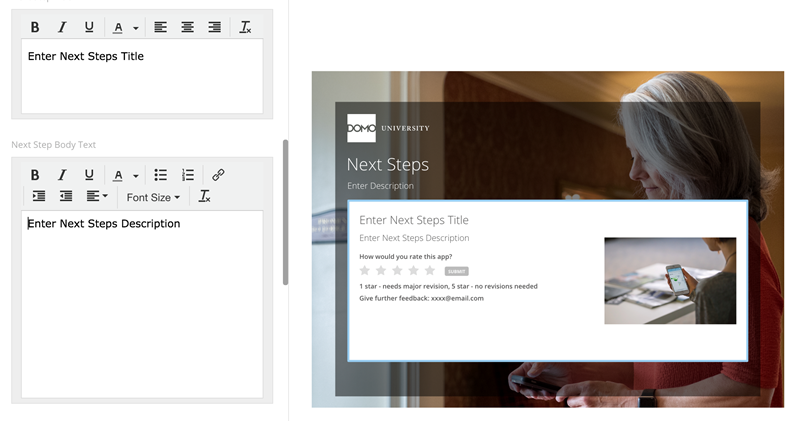 B I U A
Enter Next Steps Title
Next Step Body Text
B I U A
Font Size
Enter Next Steps Description
DOMO UNIVERSITY
Next Steps
Enter Description
Enter Next Steps Title
Enter Next Steps Description
How would you rate this app?
SUBMIT
1 star - needs major revision, 5 star - no revisions needed
Give further feedback: xxxx@email.com